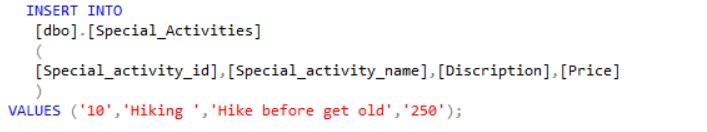 INSERT INTO
[dbo].[Special_Activities]
(
[Special_activity_id],[Special_activity_name],[Discription],[Price]
)
VALUES ('10','Hiking ','Hike before get old','250');